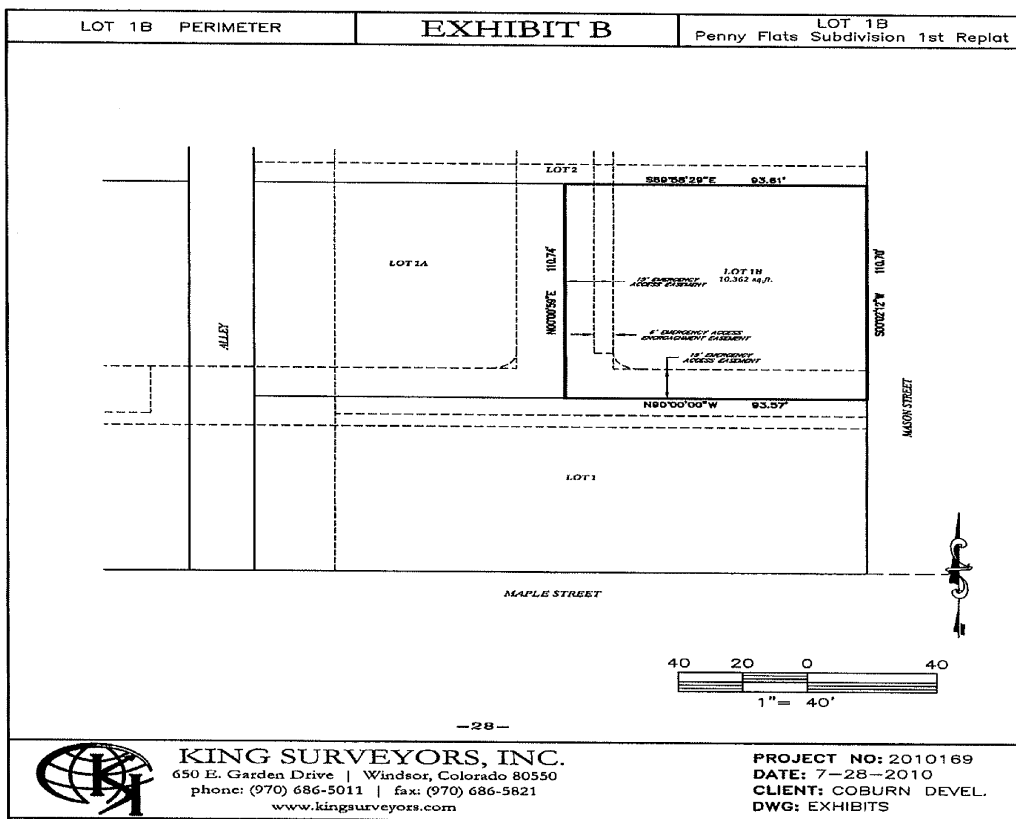 LOT 1B PERIMETER
EXHIBIT B
LOT 1B
Penny Flats Subdivision 1st Replat
LOT 2
S89°58'29"E 93.61'
LOT 1A
N00°00'59"E 110.74'
15' EMERGENCY
ACCESS EASEMENT
LOT 1B
10,362 sq.ft.
S00°02'12"W 110.70'
ALLEY
6' EMERGENCY ACCESS
ENCROACHMENT EASEMENT
18' EMERGENCY
ACCESS EASEMENT
N90°00'00"W 93.57'
MASON STREET
LOT 1
MAPLE STREET
40 20 0 40
1"= 40'
-28-
KING SURVEYORS, INC.
650 E. Garden Drive | Windsor, Colorado 80550
phone: (970) 686-5011 | fax: (970) 686-5821
www.kingsurveyors.com
PROJECT NO: 2010169
DATE: 7-28-2010
CLIENT: COBURN DEVEL.
DWG: EXHIBITS